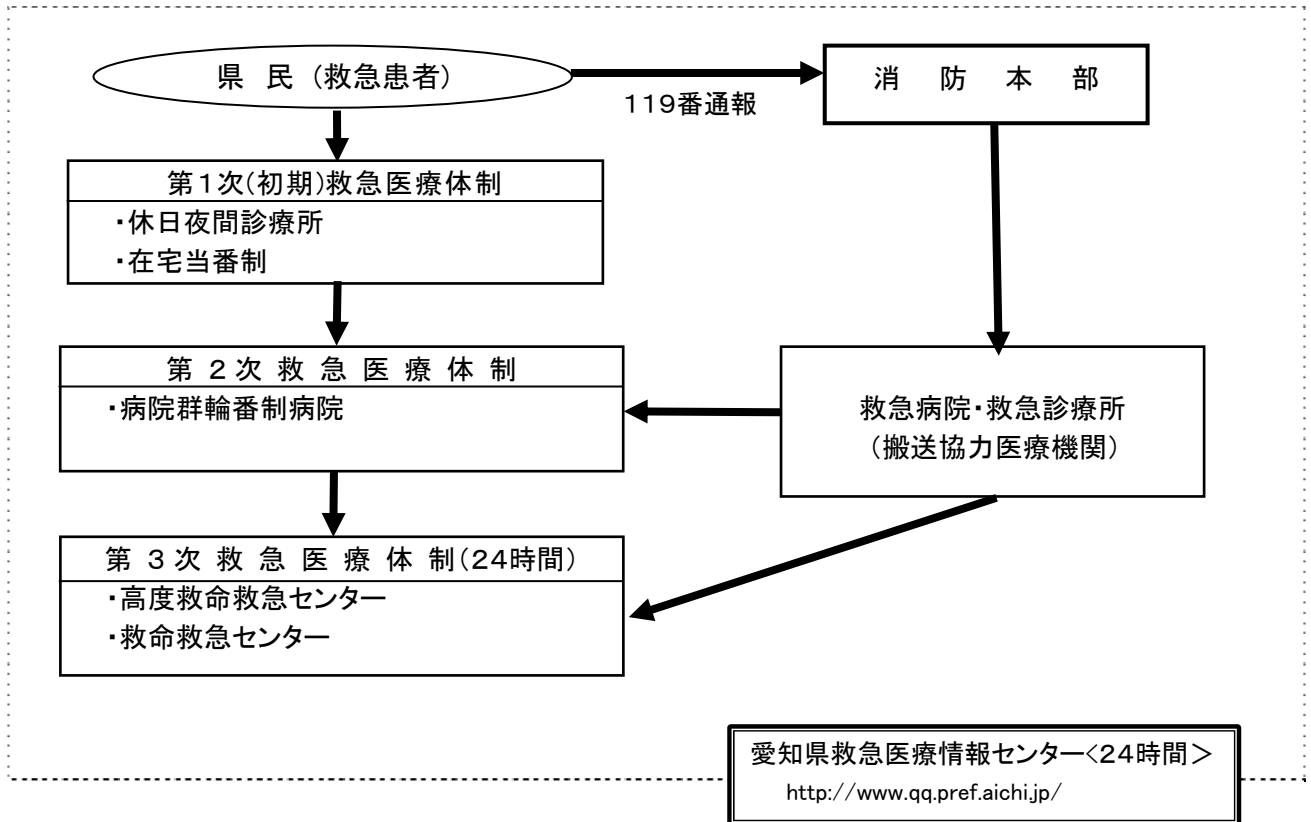 県 民 (救急患者)
119番通報
消 防 本 部
第1次(初期)救急医療体制
・休日夜間診療所
・在宅当番制
第 2 次 救 急 医 療 体 制
・病院群輪番制病院
救急病院・救急診療所
(搬送協力医療機関)
第 3 次 救 急 医 療 体 制(24時間)
・高度救命救急センター
・救命救急センター
愛知県救急医療情報センター<24時間>
http://www.qq.pref.aichi.jp/